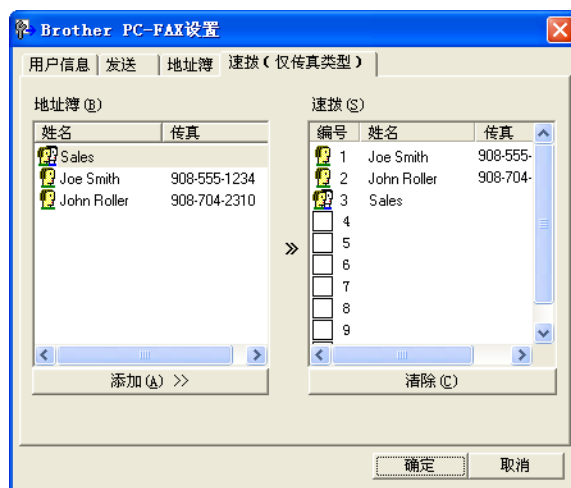 Brother PC-FAX设置
用户信息 发送 地址簿 速拨（仅传真类型）
地址簿(B) 速拨(S)
姓名 传真 编号 姓名 传真
Sales 1 Joe Smith 908-555-
Joe Smith 908-555-1234 2 John Roller 908-704-
John Roller 908-704-2310 3 Sales
4
5
6
7
8
9
添加(A) >> 清除(C)
确定 取消